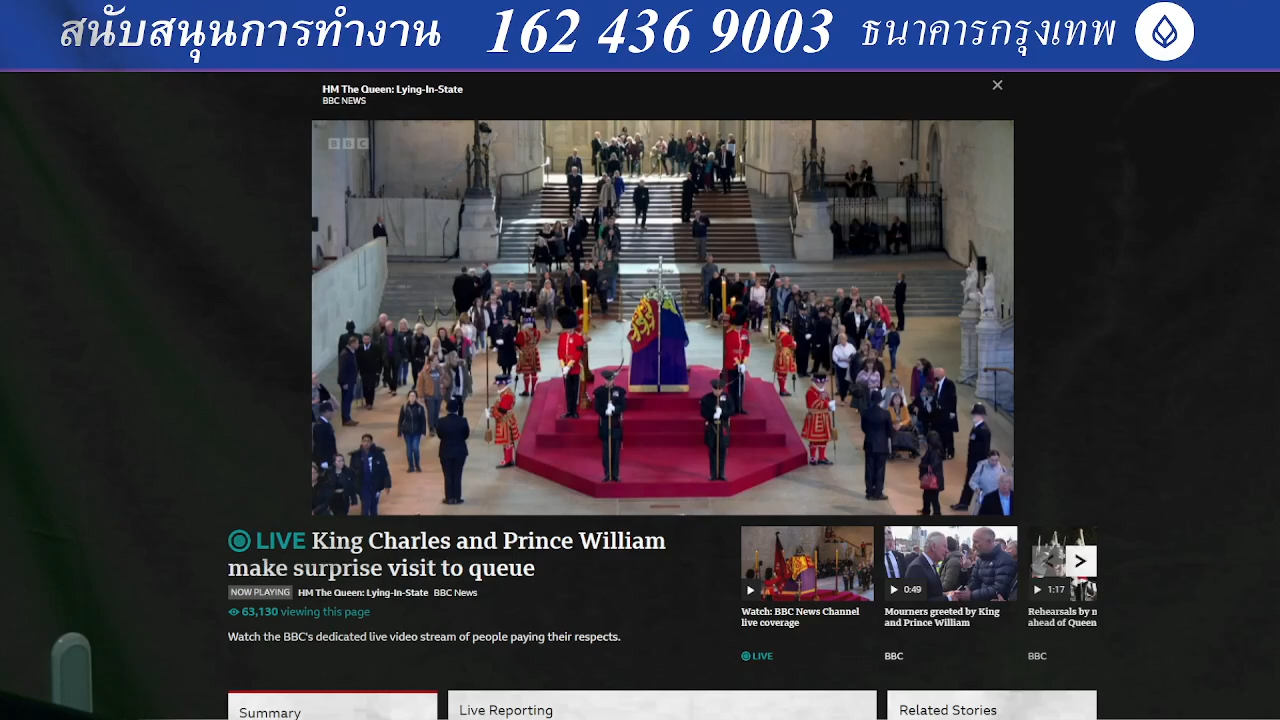 สนับสนุนการทำงาน 162 436 9003 ธนาคารกรุงเทพ
HM The Queen: Lying-In-State
BBC NEWS
BBC
LIVE King Charles and Prince William
make surprise visit to queue
NOW PLAYING HM The Queen: Lying-In-State BBC News
63,130 viewing this page
Watch the BBC's dedicated live video stream of people paying their respects.
Watch: BBC News Channel
live coverage
LIVE
0:49
Mourners greeted by King
and Prince William
BBC
1:17
Rehearsals by n
ahead of Queen
BBC
Summary
Live Reporting
Related Stories